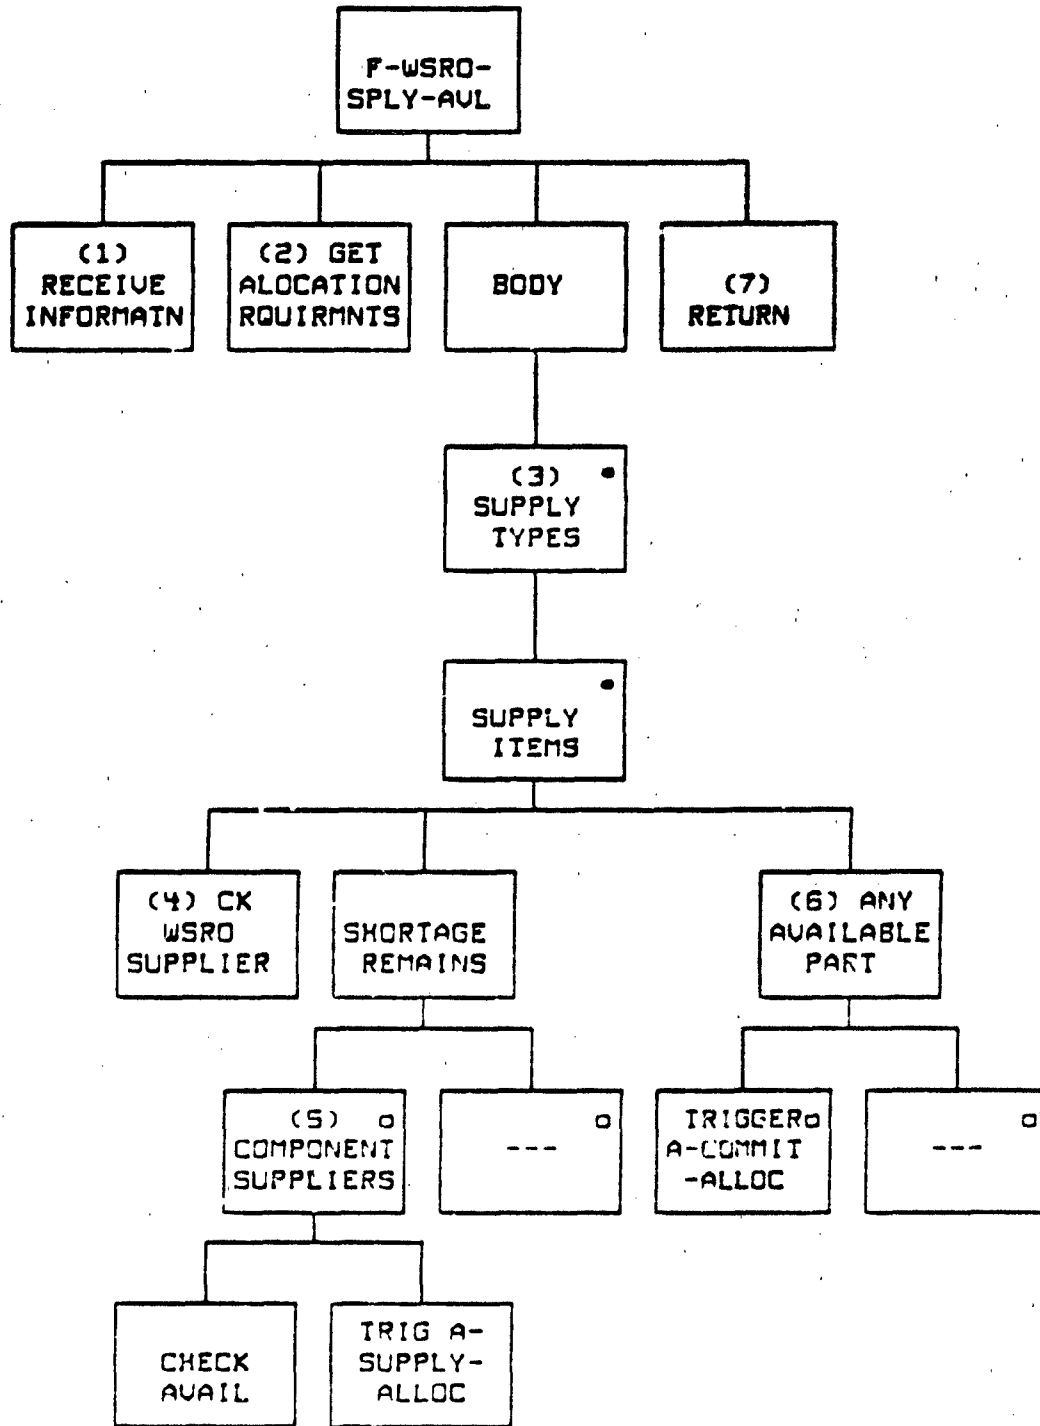 F-WSRO-
SPLY-AVL
(1)
RECEIVE
INFORMATN
(2) GET
ALOCATION
RQUIRMNTS
BODY
(7)
RETURN
(3)
SUPPLY
TYPES
SUPPLY
ITEMS
(4) CK
WSRO
SUPPLIER
SHORTAGE
REMAINS
(6) ANY
AVAILABLE
PART
(5)
COMPONENT
SUPPLIERS
---
TRIGGER
A-COMMIT
-ALLOC
---
CHECK
AVAIL
TRIG A-
SUPPLY-
ALLOC